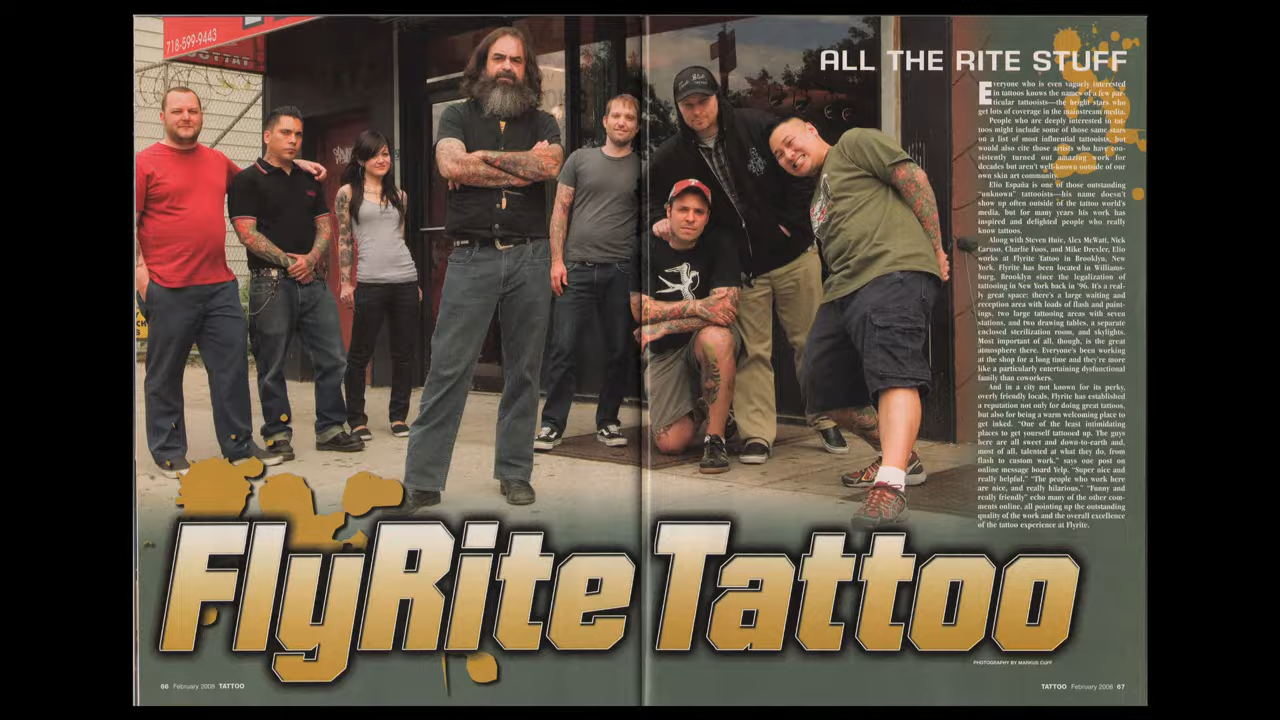 718-599-9443
ALL THE RITE STUFF
Everyone who is even vaguely interested
in tattoos knows the names of a few par-
ticular tattooists—the bright stars who
get lots of coverage in the mainstream media.
People who are deeply interested in tat-
toos might include some of those same stars
on a list of most influential tattooists, but
would also cite those artists who have con-
sistently turned out amazing work for
decades but aren't well-known outside of our
own skin art community.
Elio España is one of those outstanding
"unknown" tattooists—his name doesn't
show up often outside of the tattoo world's
media, but for many years his work has
inspired and delighted people who really
know tattoos.
Along with Steven Huie, Alex McWatt, Nick
Caruso, Charlie Foos, and Mike Drexler, Elio
works at Flyrite Tattoo in Brooklyn, New
York. Flyrite has been located in Williams-
burg, Brooklyn since the legalization of
tattooing in New York back in '96. It's a real-
ly great space: there's a large waiting and
reception area with loads of flash and paint-
ings, two large tattooing areas with seven
stations, and two drawing tables, a separate
enclosed sterilization room, and skylights.
Most important of all, though, is the great
atmosphere there. Everyone's been working
at the shop for a long time and they're more
like a particularly entertaining dysfunctional
family than coworkers.
And in a city not known for its perky,
overly friendly locals, Flyrite has established
a reputation not only for doing great tattoos,
but also for being a warm welcoming place to
get inked. "One of the least intimidating
places to get yourself tattooed up. The guys
here are all sweet and down-to-earth and,
most of all, talented at what they do, from
flash to custom work," says one post on
online message board Yelp. "Super nice and
really helpful," "The people who work here
are nice, and really hilarious," "Funny and
really friendly" echo many of the other com-
ments online, all pointing up the outstanding
quality of the work and the overall excellence
of the tattoo experience at Flyrite.
FlyRite Tattoo
PHOTOGRAPHY BY MARKUS CUFF
66 February 2008 TATTOO
TATTOO February 2008 67